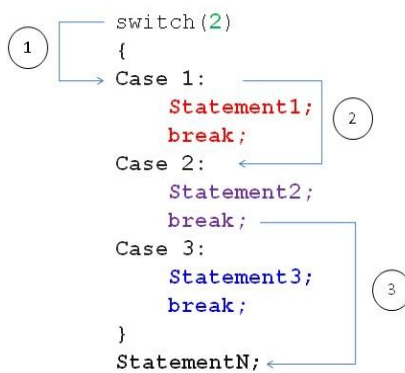 switch(2)
1
{
Case 1:
Statement1;
2
break;
Case 2:
Statement2;
break;
Case 3:
Statement3;
3
break;
}
StatementN;